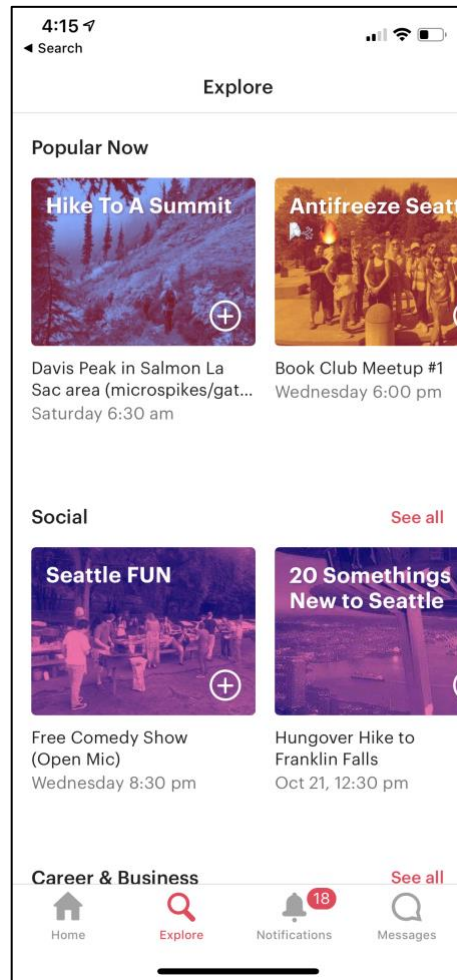 4:15
◀ Search
Explore
Popular Now
Hike To A Summit
Antifreeze Seatt
Davis Peak in Salmon La
Sac area (microspikes/gat...
Saturday 6:30 am
Book Club Meetup #1
Wednesday 6:00 pm
Social
See all
Seattle FUN
20 Somethings
New to Seattle
Free Comedy Show
(Open Mic)
Wednesday 8:30 pm
Hungover Hike to
Franklin Falls
Oct 21, 12:30 pm
Career & Business
See all
18
Home
Explore
Notifications
Messages